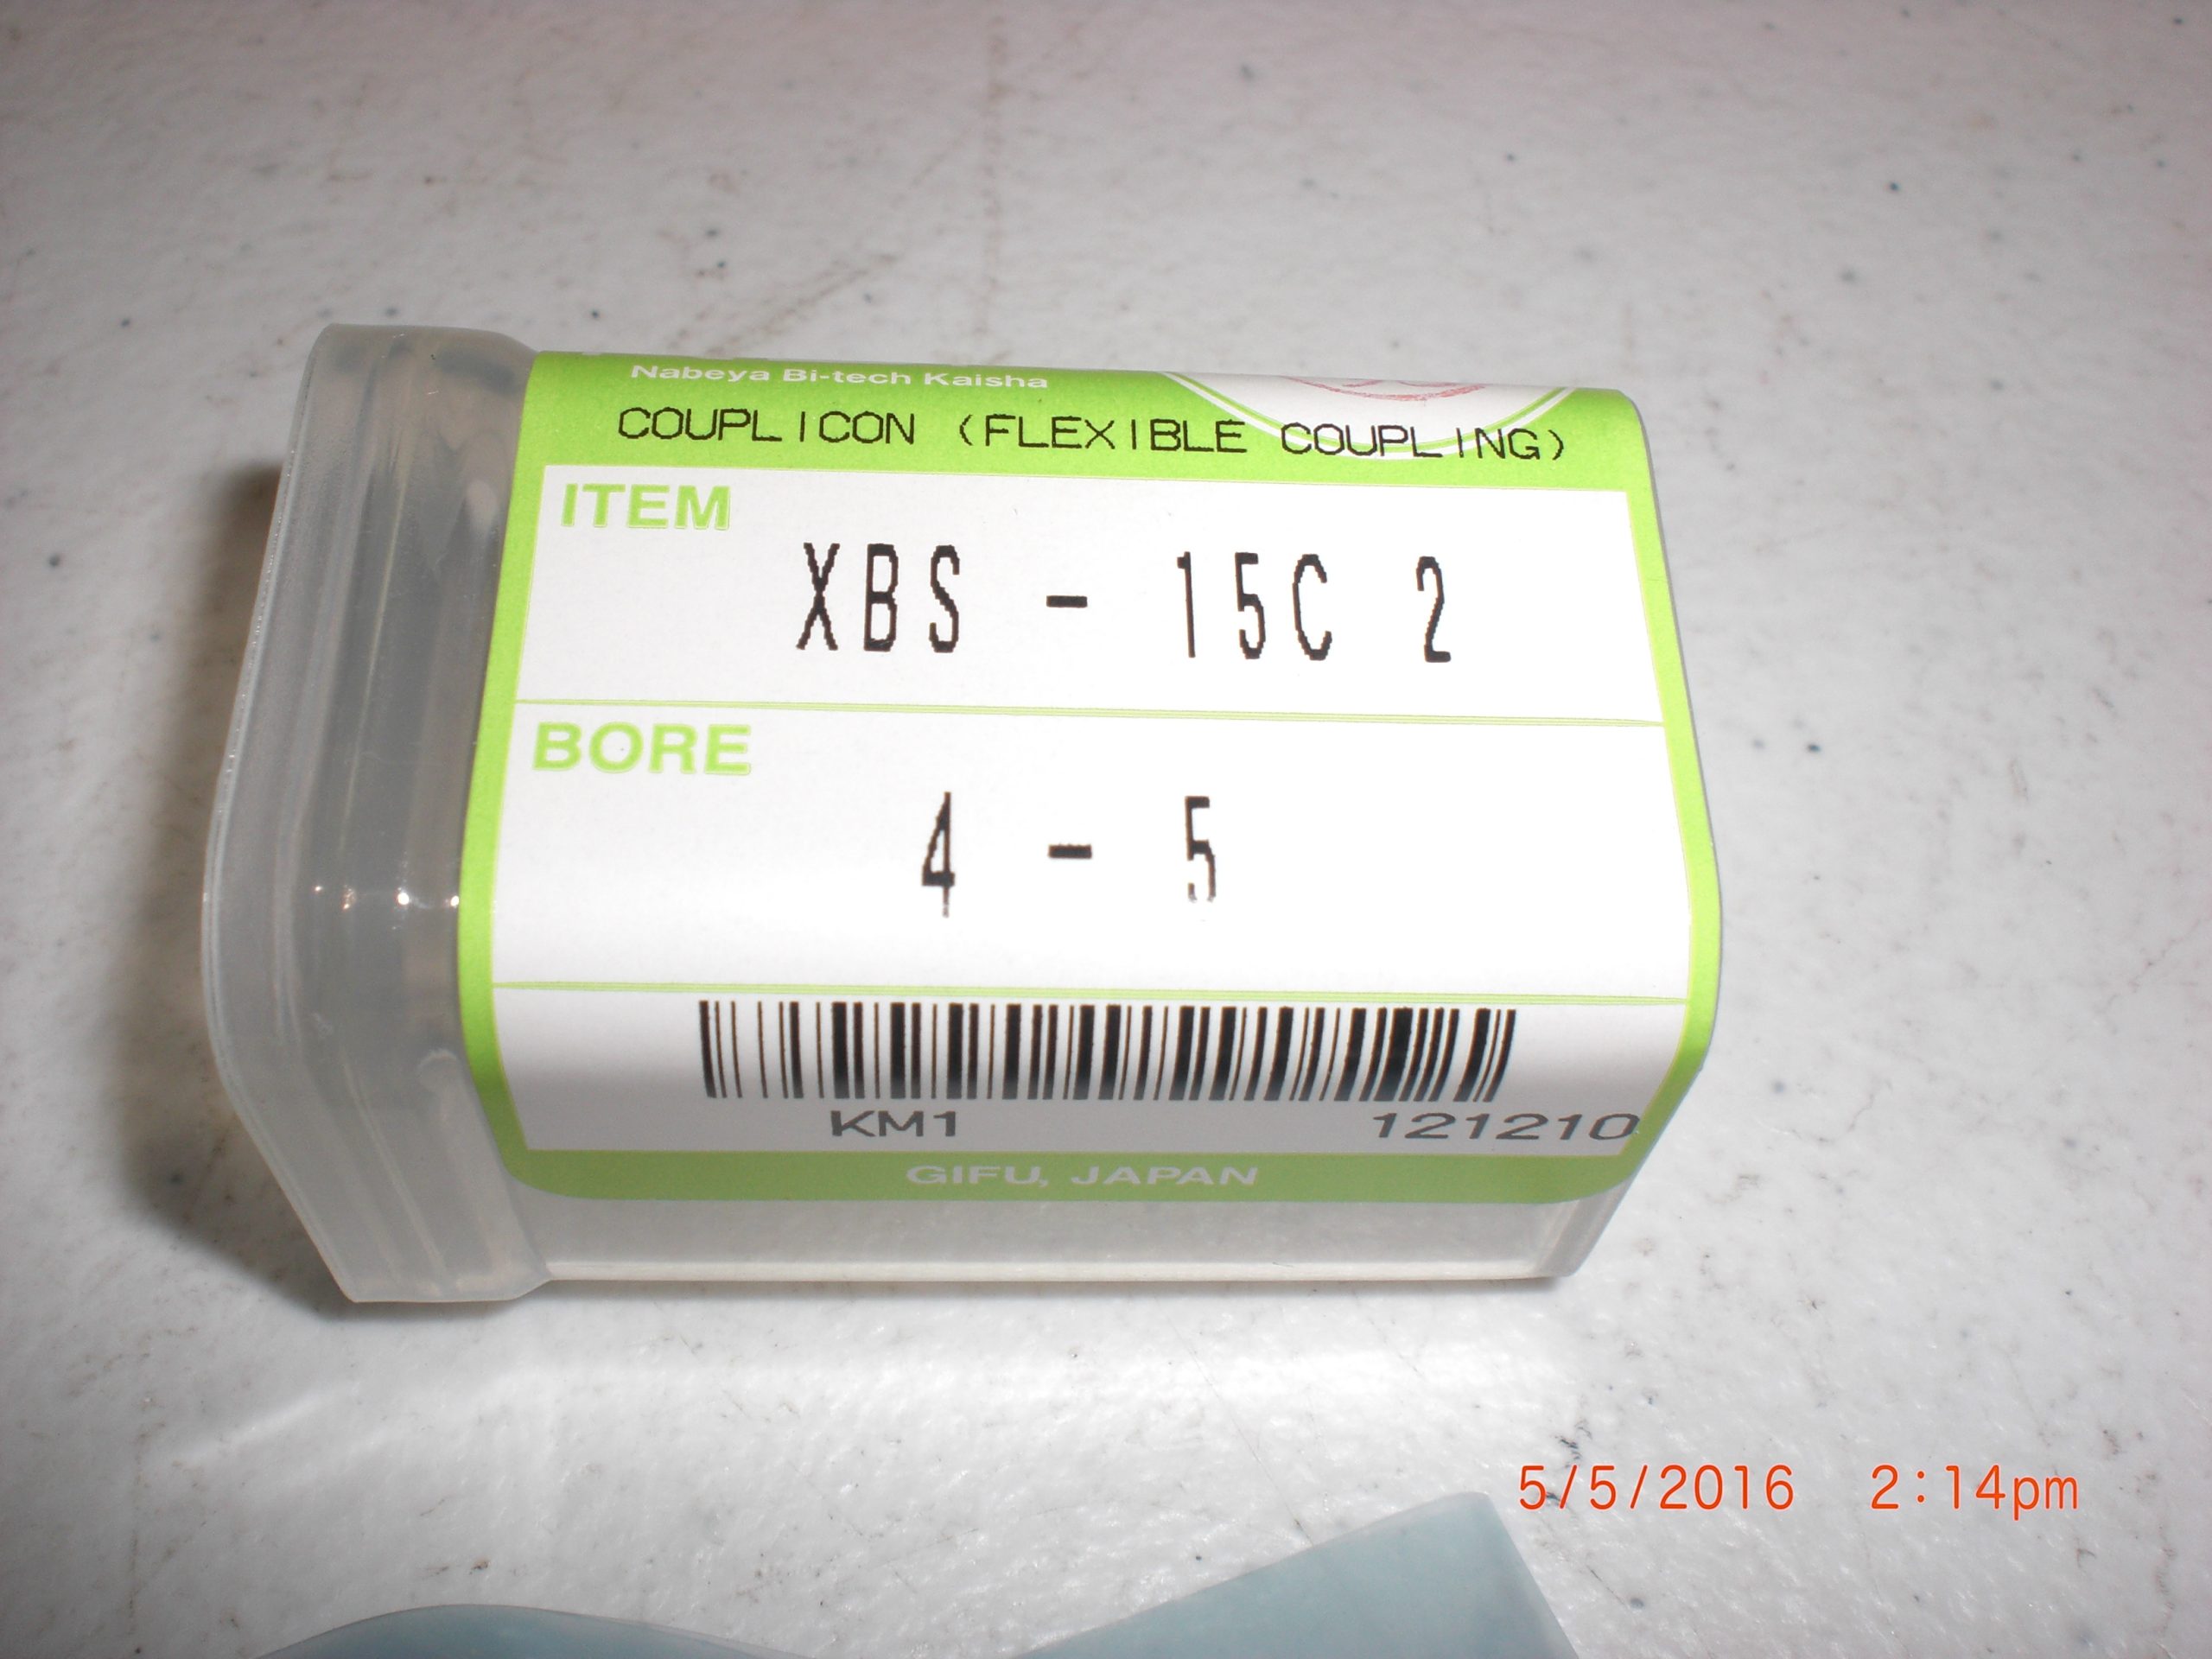 Nabeya Bi-tech Kaisha
COUPLICON (FLEXIBLE COUPLING)
ITEM
XBS - 15C 2
BORE
4 - 5
KM1 121210
GIFU, JAPAN
5/5/2016 2:14pm